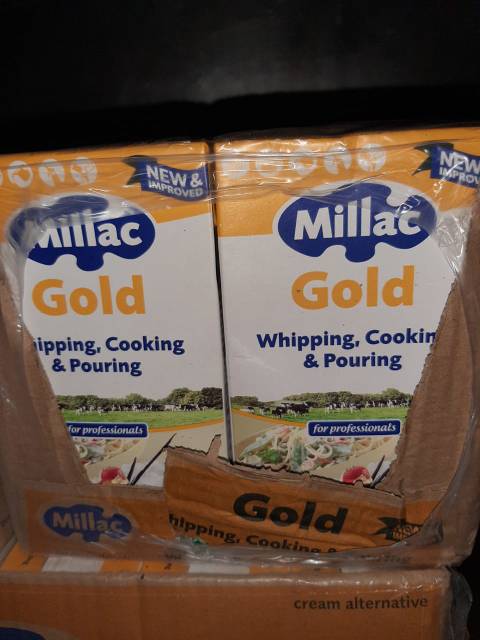 NEW &
IMPROVED
Millac
Gold
ipping, Cooking
& Pouring
for professionals
NEW
IMPROV
Millac
Gold
Whipping, Cookin
& Pouring
for professionals
Millac
Gold
hipping, Cooking &
cream alternative